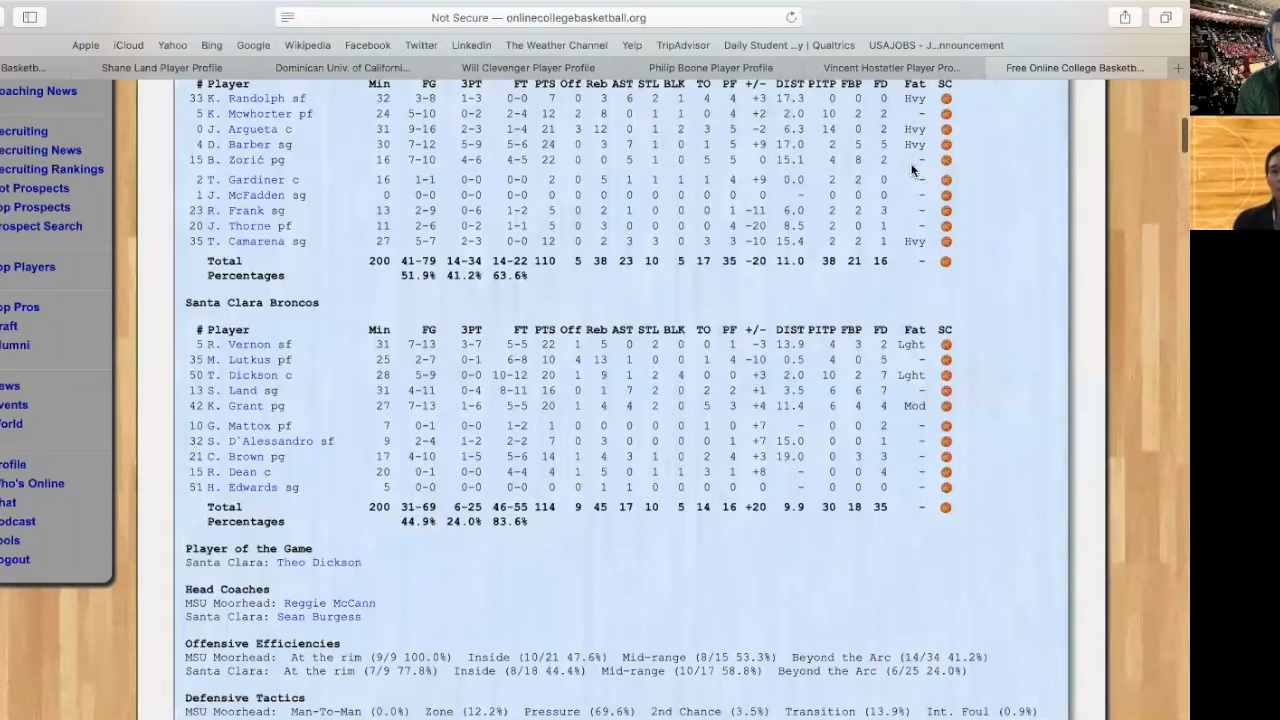 Not Secure — onlinecollegebasketball.org
Apple iCloud Yahoo Bing Google Wikipedia Facebook Twitter LinkedIn The Weather Channel Yelp TripAdvisor Daily Student ...y | Qualtrics USAJOBS - J...nnouncement
Basketb... Shane Land Player Profile Dominican Univ. of Californi... Will Clevenger Player Profile Philip Boone Player Profile Vincent Hostetler Player Pro... Free Online College Basketb... +
oaching News
ecruiting
ecruiting News
ecruiting Rankings
ot Prospects
op Prospects
rospect Search
op Players
op Pros
raft
lumni
ews
vents
orld
rofile
ho's Online
hat
odcast
ools
ogout
# Player Min FG 3PT FT PTS Off Reb AST STL BLK TO PF +/- DIST PITP FBP FD Fat SC
33 K. Randolph sf 32 3-8 1-3 0-0 7 0 3 6 2 1 4 4 +3 17.3 0 0 0 Hvy
5 K. Mcwhorter pf 24 5-10 0-2 2-4 12 3 8 0 1 1 0 4 +2 2.0 10 2 2 -
0 J. Argueta c 31 9-16 2-3 1-4 21 3 12 0 1 2 3 5 -2 6.3 14 0 2 Hvy
4 D. Barber sg 30 7-12 5-9 5-6 24 0 3 7 1 0 1 5 +9 17.0 2 5 5 Hvy
15 B. Zorić pg 16 7-10 4-6 4-5 22 0 0 5 1 0 5 5 0 15.1 4 8 2 -
2 T. Gardiner c 16 1-1 0-0 0-0 2 0 5 1 1 1 1 4 +9 0.0 2 2 0 -
1 J. McFadden sg 0 0-0 0-0 0-0 0 0 0 0 0 0 0 0 0 - 0 0 0 -
23 R. Frank sg 13 2-9 0-6 1-2 5 0 2 1 0 0 0 1 -11 6.0 2 2 3 -
20 J. Thorne pf 11 2-6 0-2 1-1 5 0 3 0 0 0 0 4 -20 8.5 2 0 1 -
35 T. Camarena sg 27 5-7 2-3 0-0 12 0 2 3 3 0 3 3 -10 15.4 2 2 1 Hvy
Total 200 41-79 14-34 14-22 110 5 38 23 10 5 17 35 -20 11.0 38 21 16 -
Percentages 51.9% 41.2% 63.6%
Santa Clara Broncos
# Player Min FG 3PT FT PTS Off Reb AST STL BLK TO PF +/- DIST PITP FBP FD Fat SC
5 R. Vernon sf 31 7-13 3-7 5-5 22 1 5 0 2 0 0 1 -3 13.9 4 3 2 Lght
35 M. Lutkus pf 25 2-7 0-1 6-8 10 4 13 1 0 0 1 4 -10 0.5 4 0 5 -
50 T. Dickson c 28 5-9 0-0 10-12 20 1 9 1 2 4 0 0 +3 2.0 10 2 7 Lght
13 S. Land sg 31 4-11 0-4 8-11 16 0 1 7 2 0 2 2 +1 3.5 6 6 7 -
42 K. Grant pg 27 7-13 1-6 5-5 20 1 4 4 2 0 5 3 +4 11.4 6 4 4 Mod
10 G. Mattox pf 7 0-1 0-0 1-2 1 0 0 0 0 0 1 0 +7 - 0 0 2 -
32 S. D`Alessandro sf 9 2-4 1-2 2-2 7 0 3 0 0 0 0 1 +7 15.0 0 0 1 -
21 C. Brown pg 17 4-10 1-5 5-6 14 1 4 3 1 0 2 4 +3 19.0 0 3 3 -
15 R. Dean c 20 0-1 0-0 4-4 4 1 5 0 1 1 3 1 +8 - 0 0 4 -
51 H. Edwards sg 5 0-0 0-0 0-0 0 0 1 1 0 0 0 0 0 - 0 0 0 -
Total 200 31-69 6-25 46-55 114 9 45 17 10 5 14 16 +20 9.9 30 18 35 -
Percentages 44.9% 24.0% 83.6%
Player of the Game
Santa Clara: Theo Dickson
Head Coaches
MSU Moorhead: Reggie McCann
Santa Clara: Sean Burgess
Offensive Efficiencies
MSU Moorhead: At the rim (9/9 100.0%) Inside (10/21 47.6%) Mid-range (8/15 53.3%) Beyond the Arc (14/34 41.2%)
Santa Clara: At the rim (7/9 77.8%) Inside (8/18 44.4%) Mid-range (10/17 58.8%) Beyond the Arc (6/25 24.0%)
Defensive Tactics
MSU Moorhead: Man-To-Man (0.0%) Zone (12.2%) Pressure (69.6%) 2nd Chance (3.5%) Transition (13.9%) Int. Foul (0.9%)